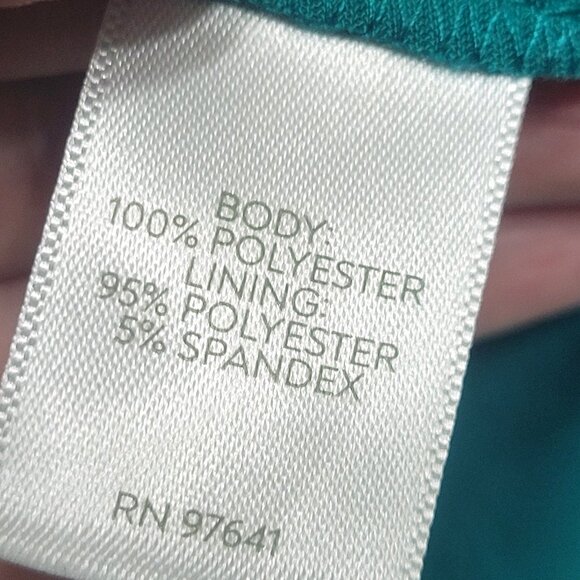 BODY:
100% POLYESTER
LINING:
95% POLYESTER
5% SPANDEX
RN 97641